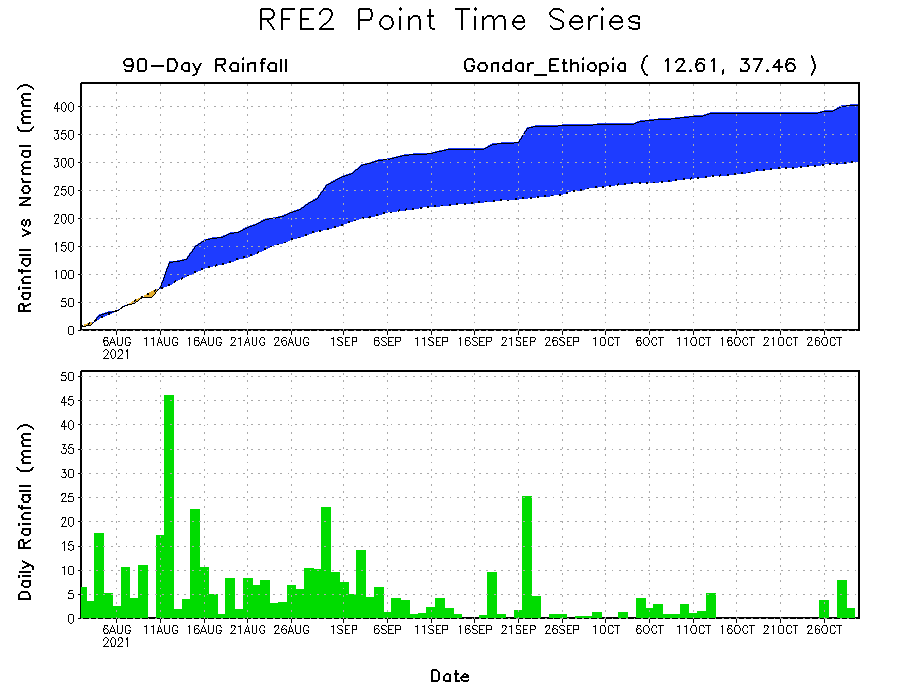 RFE2 Point Time Series
90-Day Rainfall
Gondar_Ethiopia ( 12.61, 37.46 )
Rainfall vs Normal (mm)
400
350
300
250
200
150
100
50
0
6AUG 11AUG 16AUG 21AUG 26AUG 1SEP 6SEP 11SEP 16SEP 21SEP 26SEP 1OCT 6OCT 11OCT 16OCT 21OCT 26OCT
2021
Daily Rainfall (mm)
50
45
40
35
30
25
20
15
10
5
0
6AUG 11AUG 16AUG 21AUG 26AUG 1SEP 6SEP 11SEP 16SEP 21SEP 26SEP 1OCT 6OCT 11OCT 16OCT 21OCT 26OCT
2021
Date